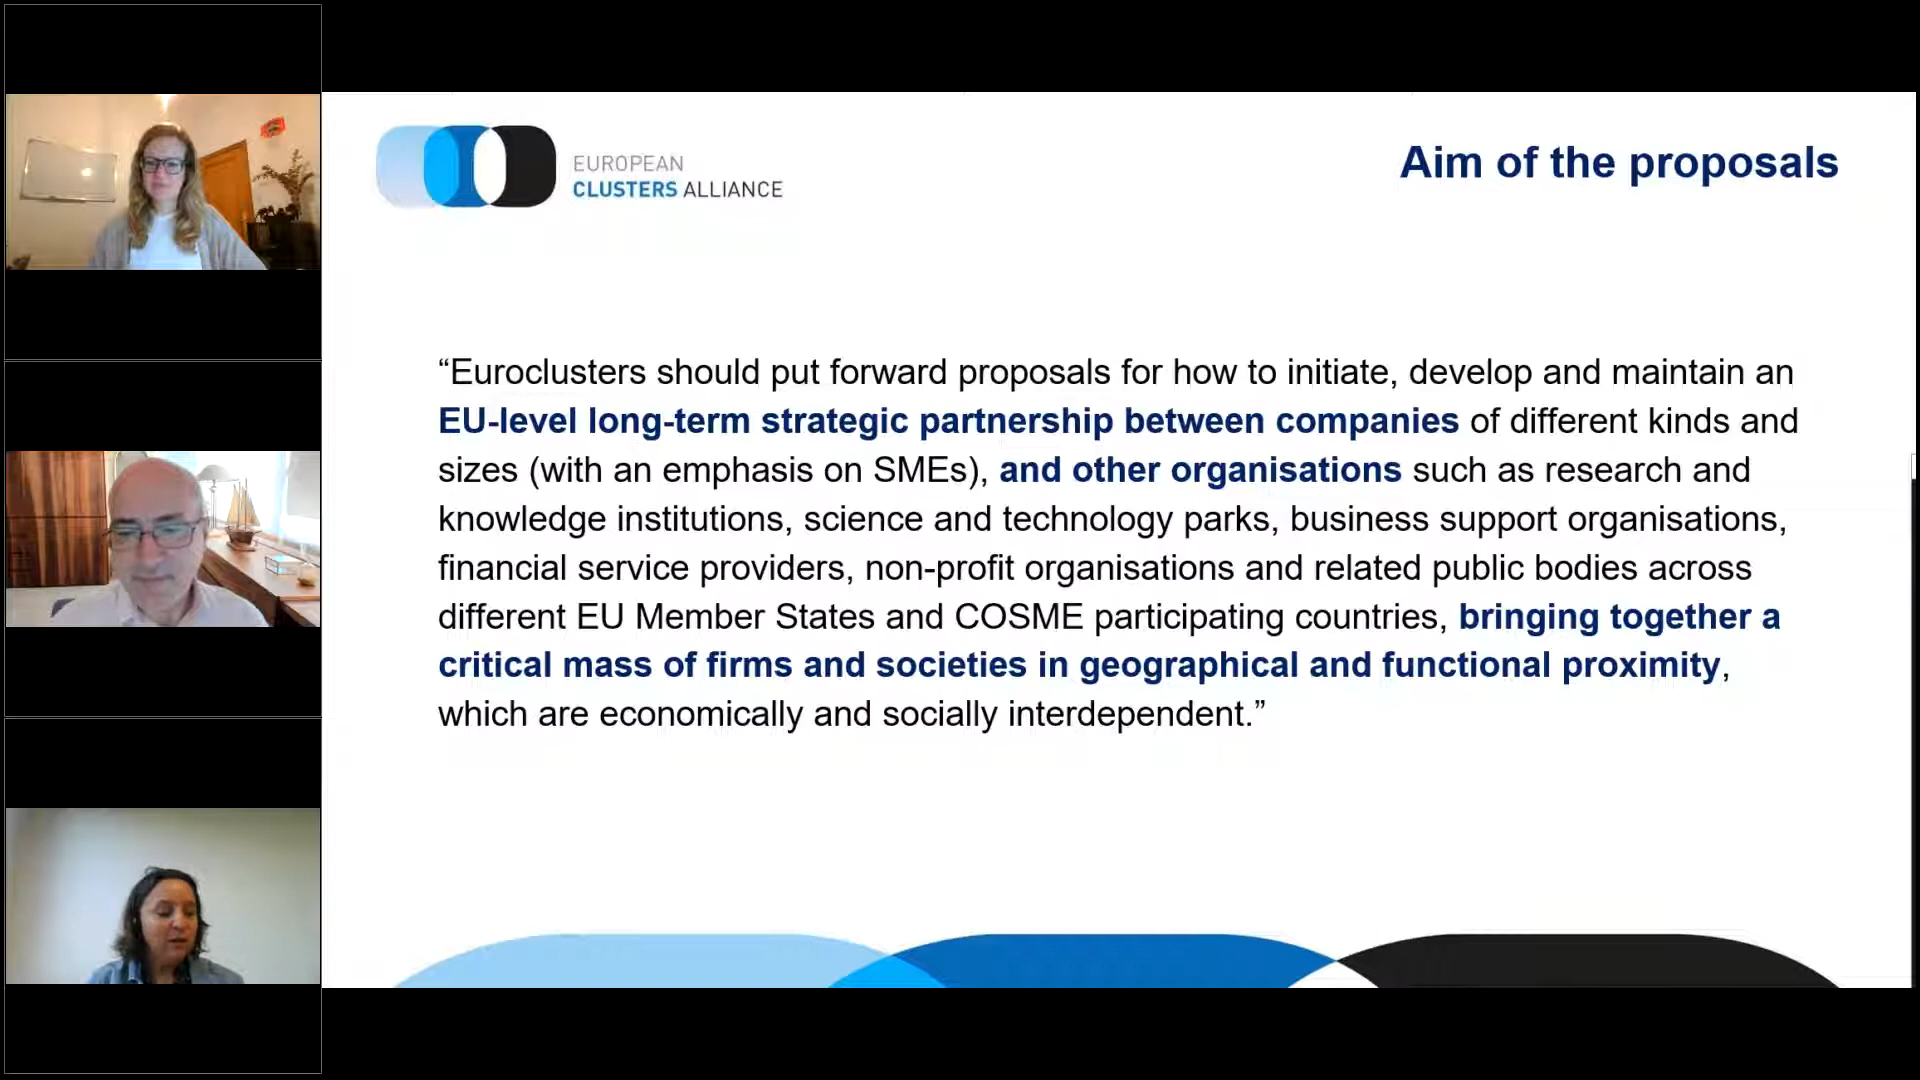 EUROPEAN
CLUSTERS ALLIANCE
Aim of the proposals
“Euroclusters should put forward proposals for how to initiate, develop and maintain an
EU-level long-term strategic partnership between companies of different kinds and
sizes (with an emphasis on SMEs), and other organisations such as research and
knowledge institutions, science and technology parks, business support organisations,
financial service providers, non-profit organisations and related public bodies across
different EU Member States and COSME participating countries, bringing together a
critical mass of firms and societies in geographical and functional proximity,
which are economically and socially interdependent.”